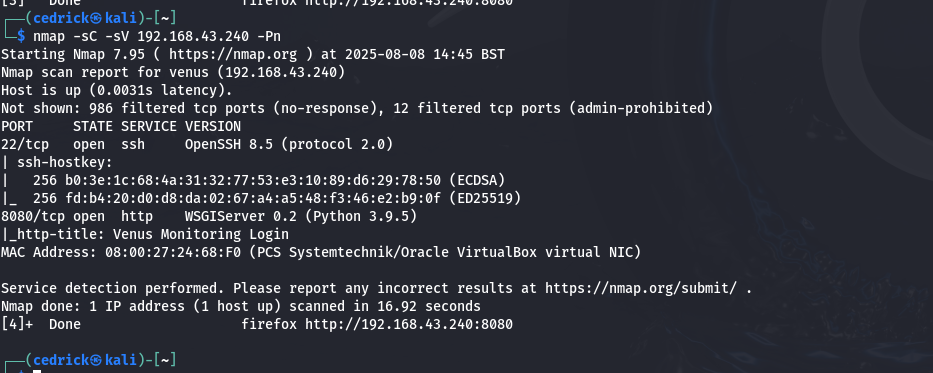 [3]    Done                    firefox http://192.168.43.240:8080
┌──(cedrick㉿kali)-[~]
└─$ nmap -sC -sV 192.168.43.240 -Pn
Starting Nmap 7.95 ( https://nmap.org ) at 2025-08-08 14:45 BST
Nmap scan report for venus (192.168.43.240)
Host is up (0.0031s latency).
Not shown: 986 filtered tcp ports (no-response), 12 filtered tcp ports (admin-prohibited)
PORT     STATE SERVICE VERSION
22/tcp   open  ssh     OpenSSH 8.5 (protocol 2.0)
| ssh-hostkey:
|   256 b0:3e:1c:68:4a:31:32:77:53:e3:10:89:d6:29:78:50 (ECDSA)
|_  256 fd:b4:20:d0:d8:da:02:67:a4:a5:48:f3:46:e2:b9:0f (ED25519)
8080/tcp open  http    WSGIServer 0.2 (Python 3.9.5)
|_http-title: Venus Monitoring Login
MAC Address: 08:00:27:24:68:F0 (PCS Systemtechnik/Oracle VirtualBox virtual NIC)

Service detection performed. Please report any incorrect results at https://nmap.org/submit/ .
Nmap done: 1 IP address (1 host up) scanned in 16.92 seconds
[4]+  Done                    firefox http://192.168.43.240:8080

┌──(cedrick㉿kali)-[~]
└─$